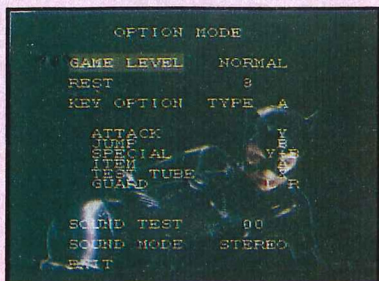 OPTION MODE
GAME LEVEL NORMAL
REST 3
KEY OPTION TYPE A
ATTACK Y
JUMP B
SPECIAL Y+B
ITEM A
TEST TUBE X
GUARD L R
SOUND TEST 00
SOUND MODE STEREO
EXIT